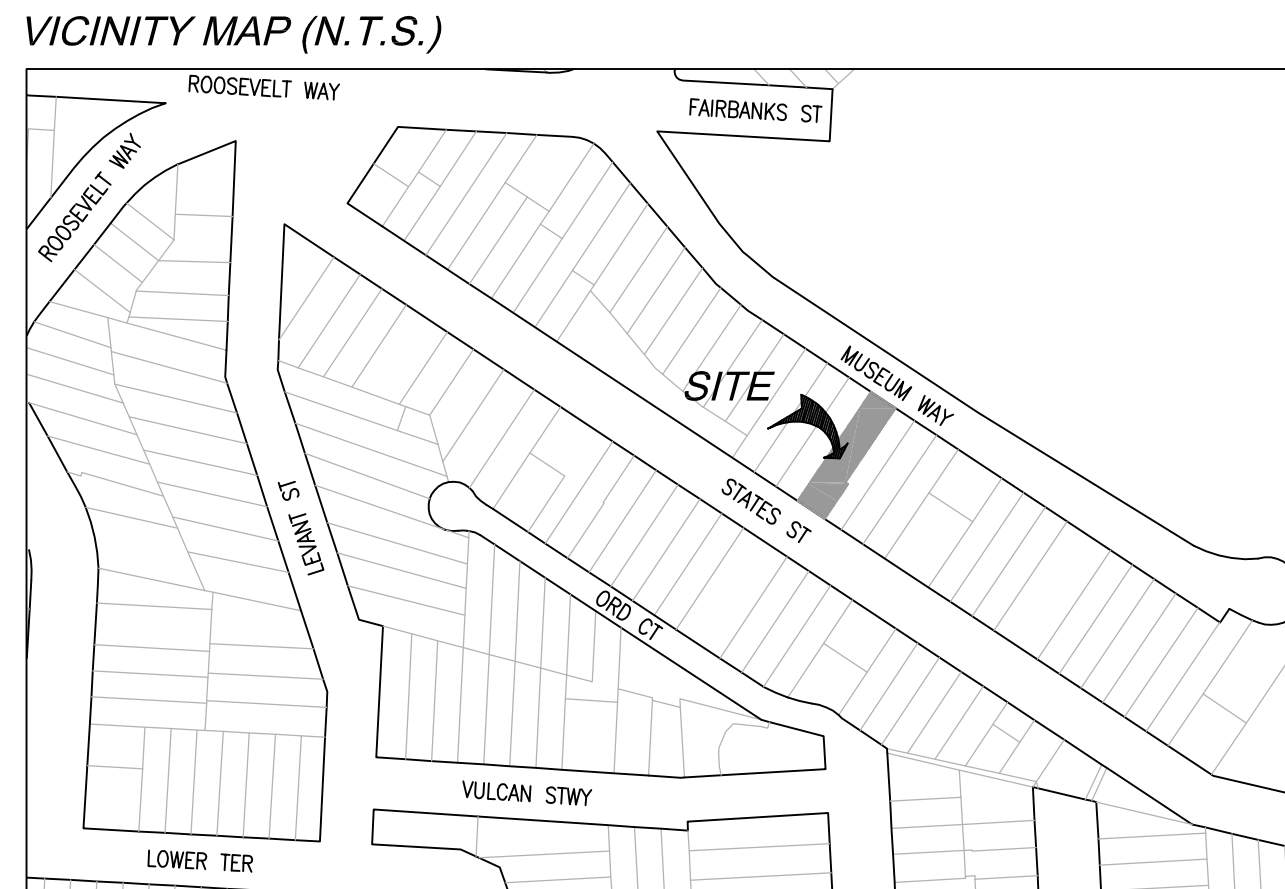 VICINITY MAP (N.T.S.)
ROOSEVELT WAY
FAIRBANKS ST
ROOSEVELT WAY
MUSEUM WAY
SITE
STATES ST
LEVANT ST
ORD CT
VULCAN STWY
LOWER TER